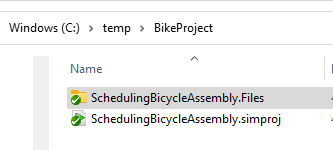 Windows (C:) > temp > BikeProject
Name
SchedulingBicycleAssembly.Files
SchedulingBicycleAssembly.simproj